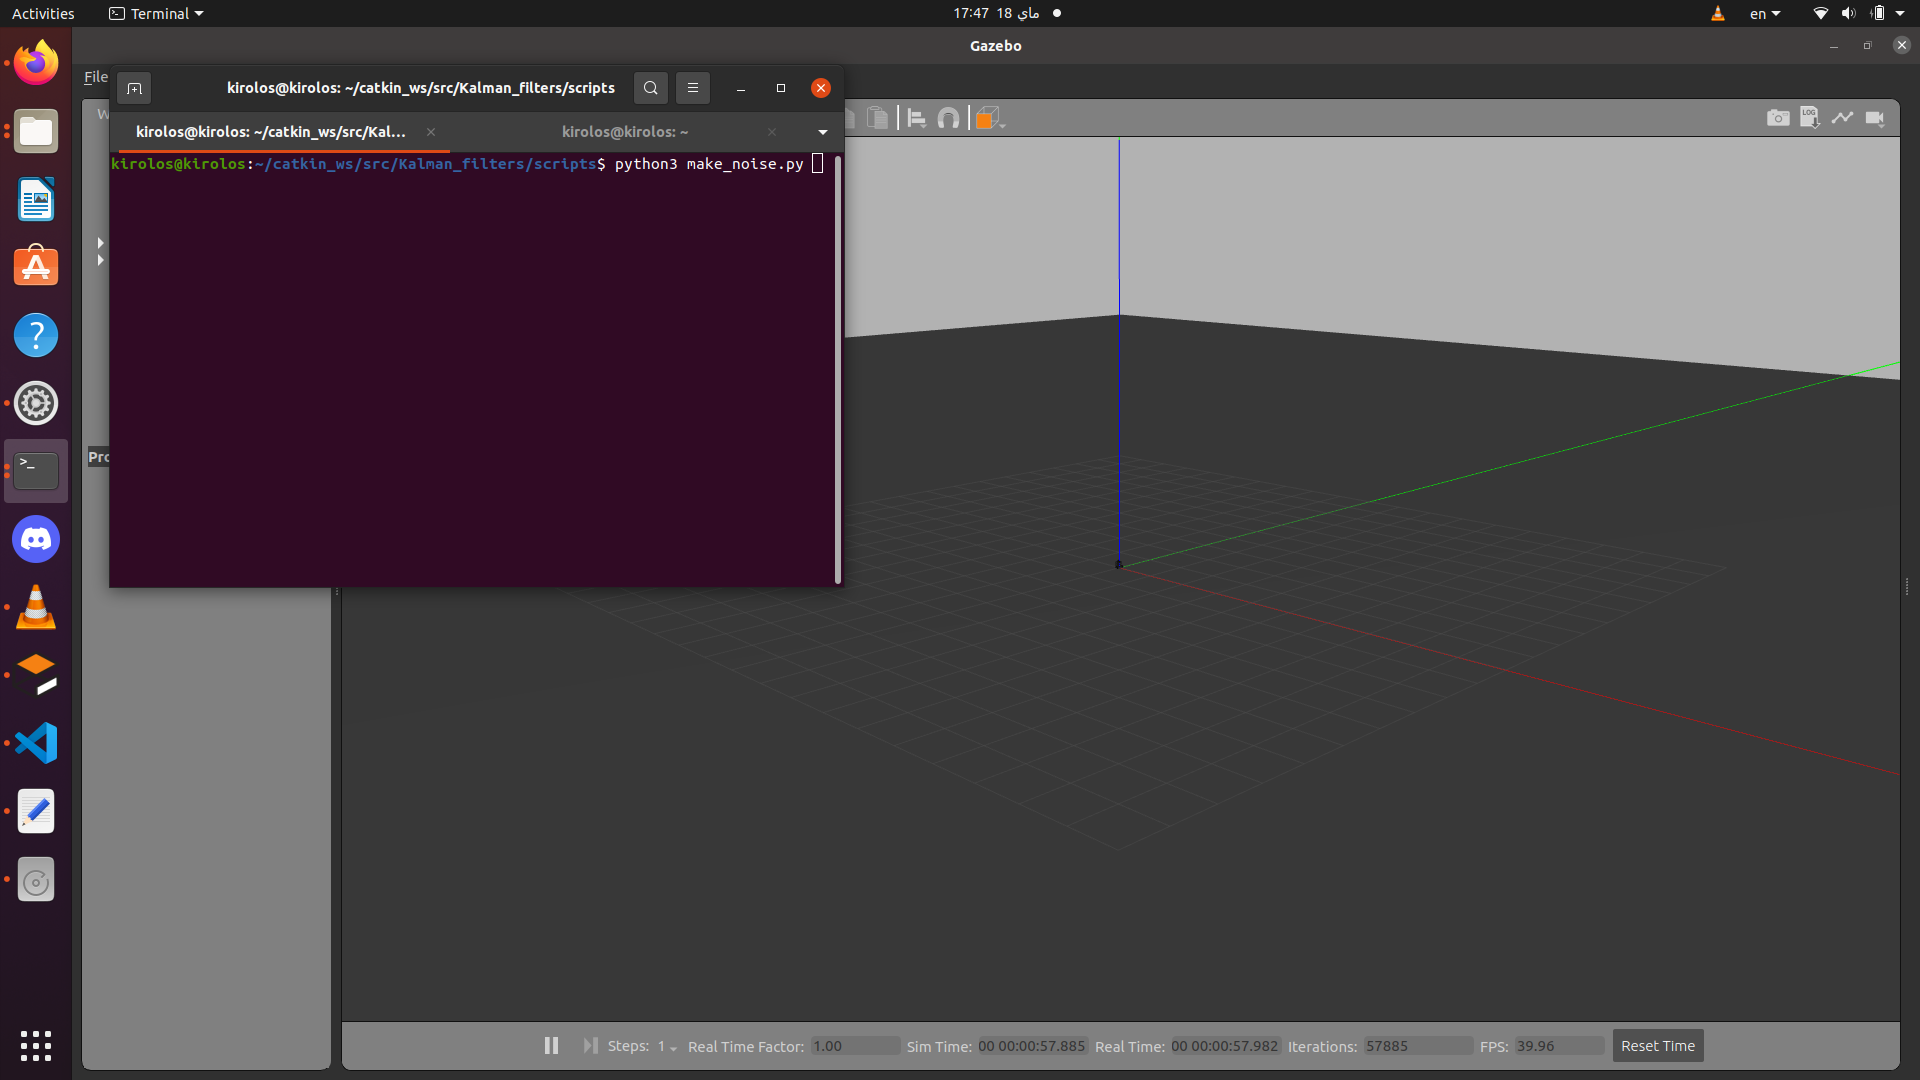 Activities
Terminal
17:47 18 ماي
en
Gazebo
File
kirolos@kirolos: ~/catkin_ws/src/Kalman_filters/scripts
kirolos@kirolos: ~/catkin_ws/src/Kal...
kirolos@kirolos: ~
kirolos@kirolos:~/catkin_ws/src/Kalman_filters/scripts$ python3 make_noise.py
LOG
Steps: 1
Real Time Factor: 1.00
Sim Time: 00 00:00:57.885
Real Time: 00 00:00:57.982
Iterations: 57885
FPS: 39.96
Reset Time